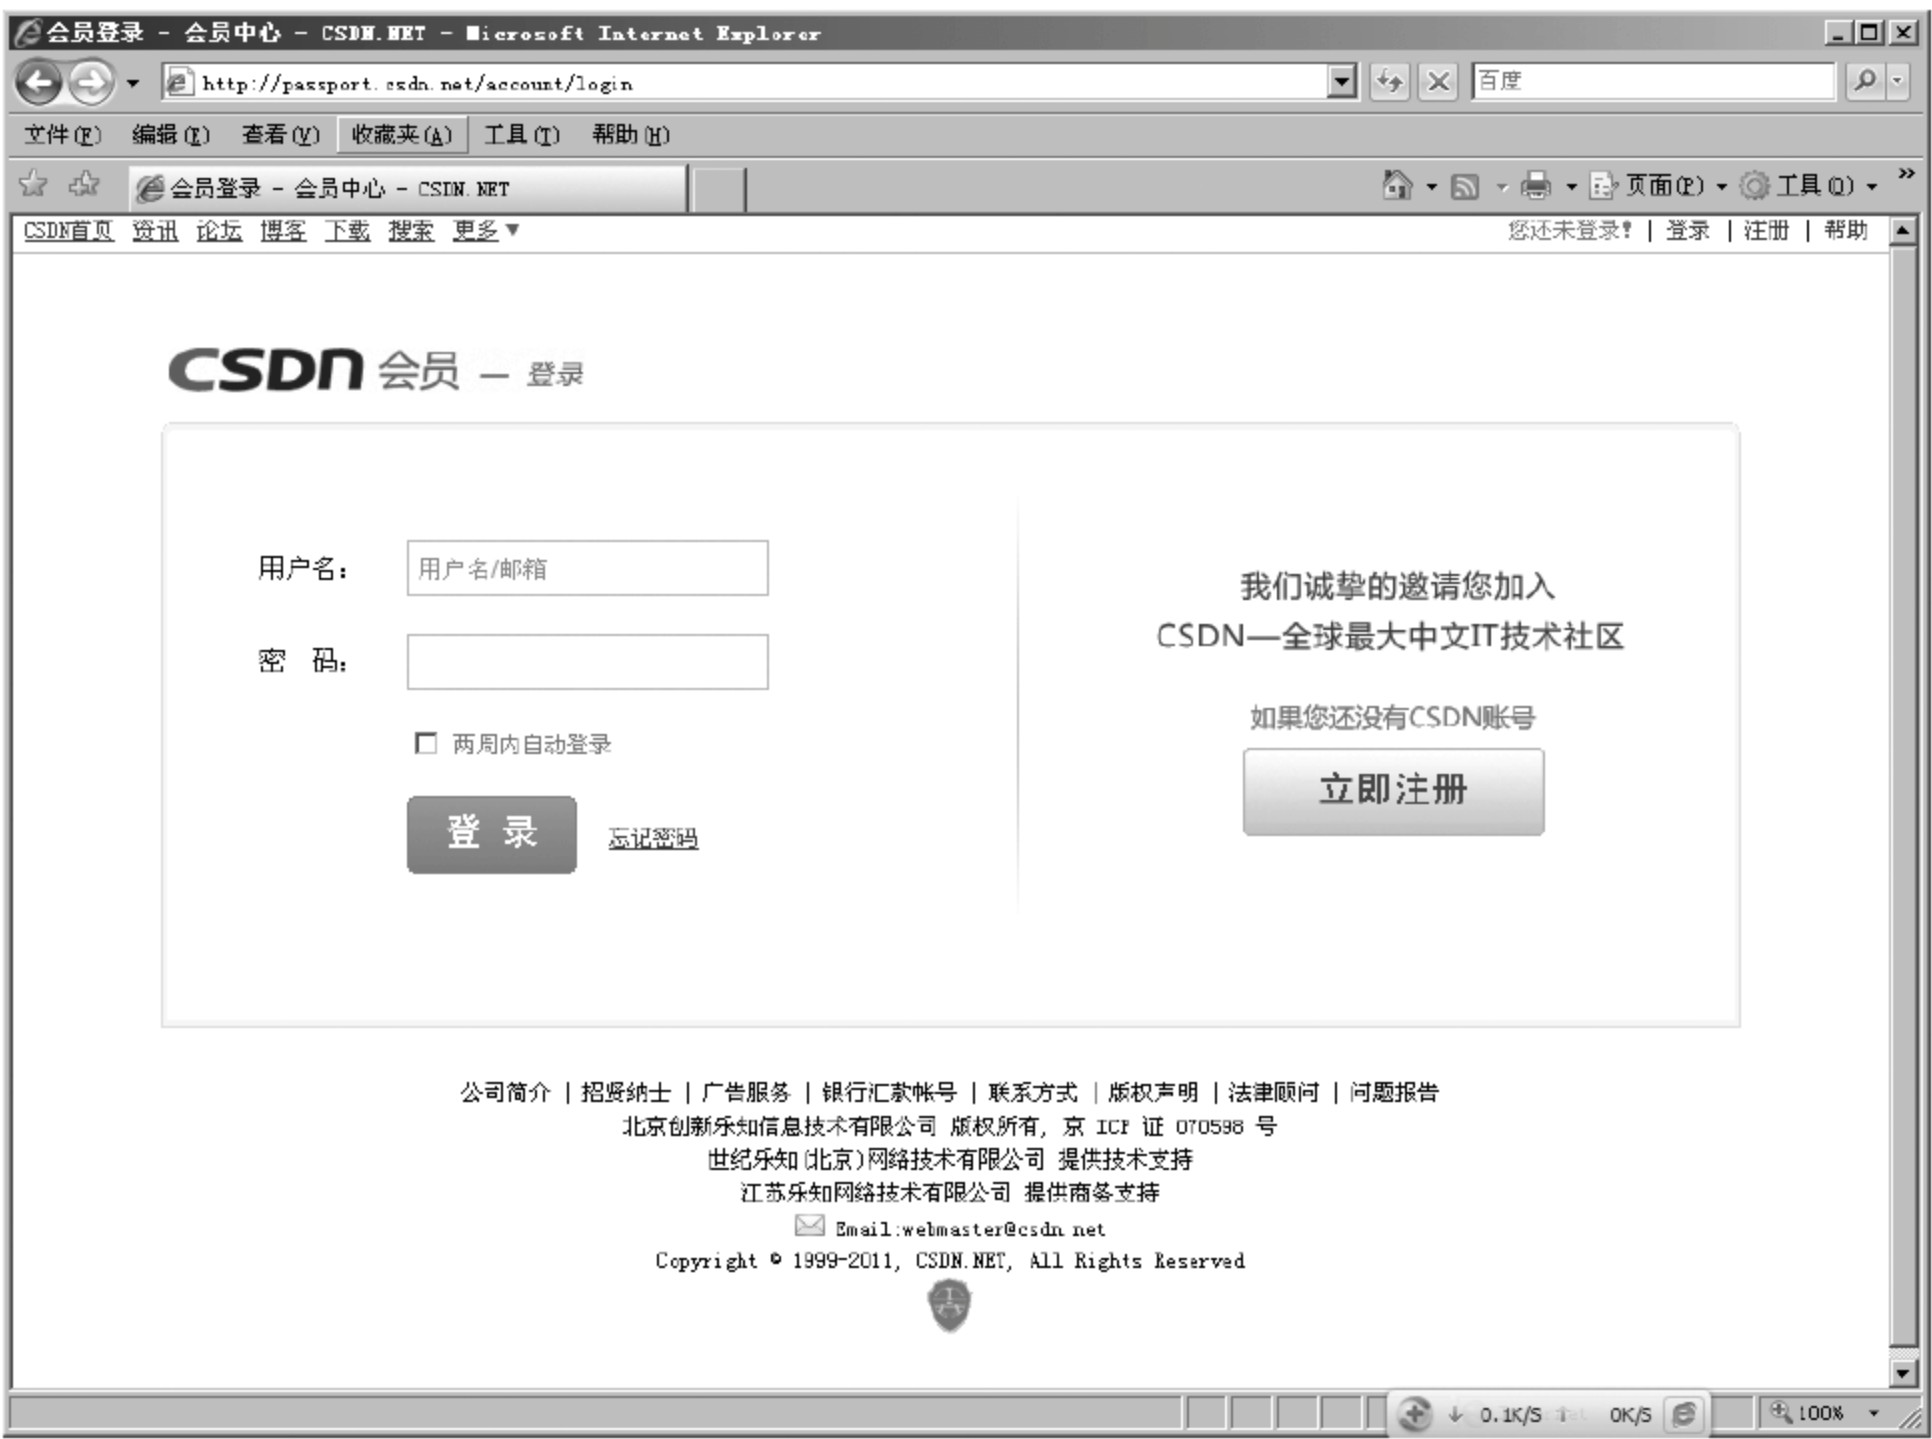 会员登录 - 会员中心 - CSDN.NET - Microsoft Internet Explorer
http://passport.csdn.net/account/login
百度
文件(F) 编辑(E) 查看(V) 收藏夹(A) 工具(T) 帮助(H)
会员登录 - 会员中心 - CSDN.NET
页面(P) 工具(O) »
CSDN首页 资讯 论坛 博客 下载 搜索 更多▼
您还未登录! | 登录 | 注册 | 帮助
CSDN 会员 — 登录
用户名: 用户名/邮箱
密 码:
两周内自动登录
登 录 忘记密码
我们诚挚的邀请您加入
CSDN—全球最大中文IT技术社区
如果您还没有CSDN账号
立即注册
公司简介 | 招贤纳士 | 广告服务 | 银行汇款帐号 | 联系方式 | 版权声明 | 法律顾问 | 问题报告
北京创新乐知信息技术有限公司 版权所有, 京 ICP 证 070598 号
世纪乐知(北京)网络技术有限公司 提供技术支持
江苏乐知网络技术有限公司 提供商务支持
Email:webmaster@csdn.net
Copyright © 1999-2011, CSDN.NET, All Rights Reserved
↓ 0.1K/S ↑ 0K/S
100%